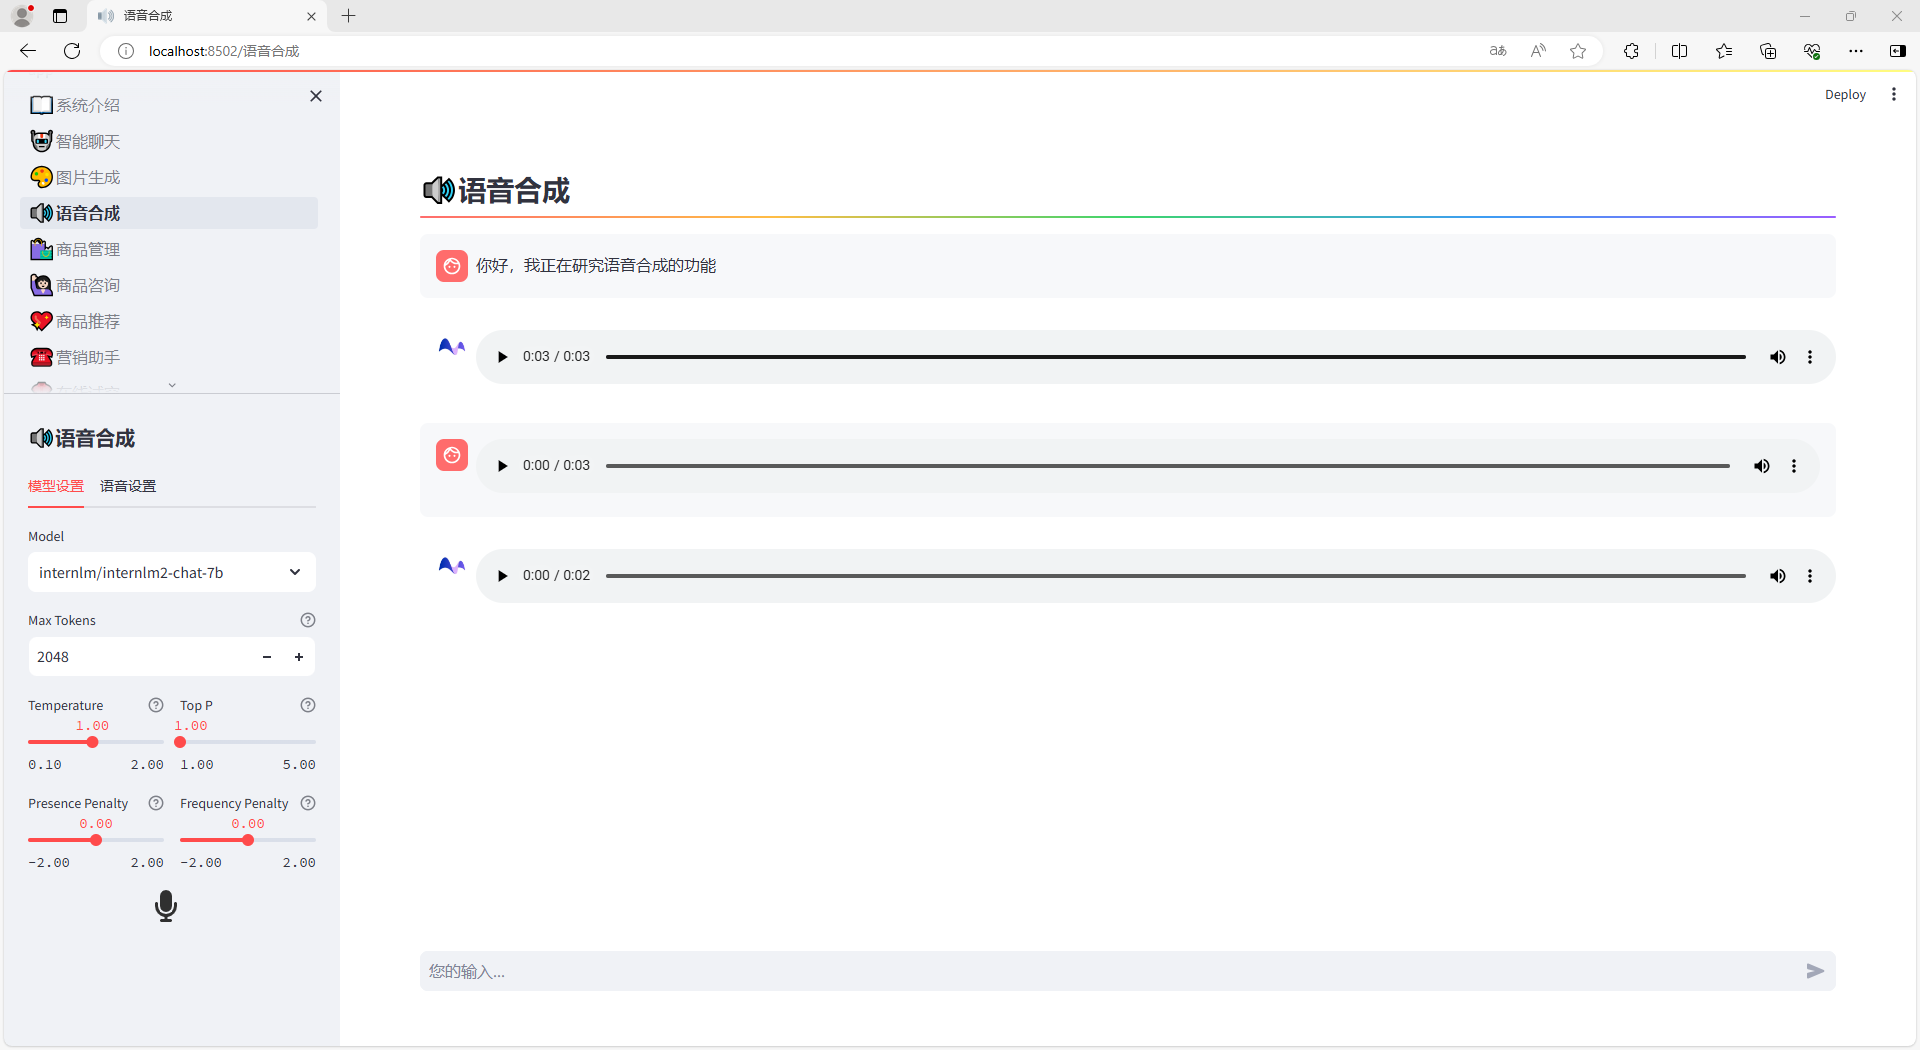 语音合成
localhost:8502/语音合成
系统介绍
智能聊天
图片生成
语音合成
商品管理
商品咨询
商品推荐
营销助手
语音合成
模型设置 语音设置
Model
internlm/internlm2-chat-7b
Max Tokens
2048
Temperature Top P
1.00 1.00
0.10 2.00 1.00 5.00
Presence Penalty Frequency Penalty
0.00 0.00
-2.00 2.00 -2.00 2.00
Deploy
语音合成
你好，我正在研究语音合成的功能
0:03 / 0:03
0:00 / 0:03
0:00 / 0:02
您的输入...